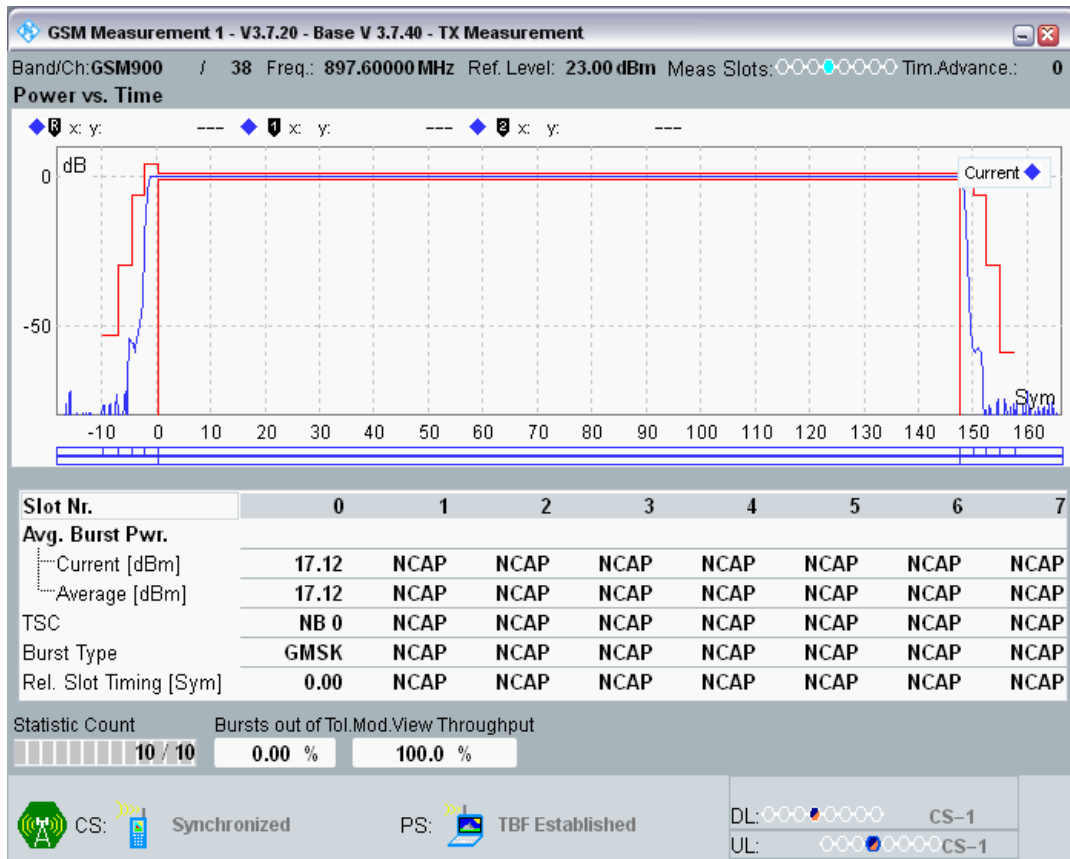 GSM Measurement 1 - V3.7.20 - Base V 3.7.40 - TX Measurement
Band/Ch:GSM900 / 38 Freq.: 897.60000 MHz Ref. Level: 23.00 dBm Meas Slots: Tim.Advance.: 0
Power vs. Time
R x: y: --- 1 x: y: --- 2 x: y: ---
dB
Current
0
-50
Sym
-10 0 10 20 30 40 50 60 70 80 90 100 110 120 130 140 150 160
Slot Nr. 0 1 2 3 4 5 6 7
Avg. Burst Pwr.
Current [dBm] 17.12 NCAP NCAP NCAP NCAP NCAP NCAP NCAP
Average [dBm] 17.12 NCAP NCAP NCAP NCAP NCAP NCAP NCAP
TSC NB 0 NCAP NCAP NCAP NCAP NCAP NCAP NCAP
Burst Type GMSK NCAP NCAP NCAP NCAP NCAP NCAP NCAP
Rel. Slot Timing [Sym] 0.00 NCAP NCAP NCAP NCAP NCAP NCAP NCAP
Statistic Count Bursts out of Tol.Mod.View Throughput
10 / 10 0.00 % 100.0 %
CS: Synchronized PS: TBF Established
DL: CS-1
UL: CS-1